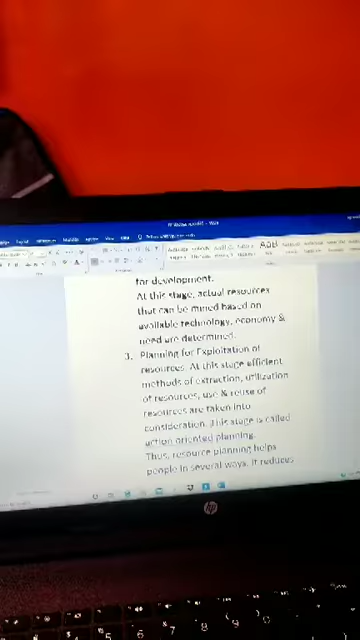 for development.
At this stage, actual resources
that can be mined based on
available technology, economy &
need are determined.
3. Planning for Exploitation of
resources. At this stage efficient
methods of extraction, utilization
of resources, use & reuse of
resources are taken into
consideration. This stage is called
action oriented planning.
Thus, resource planning helps
people in several ways. It reduces
hp